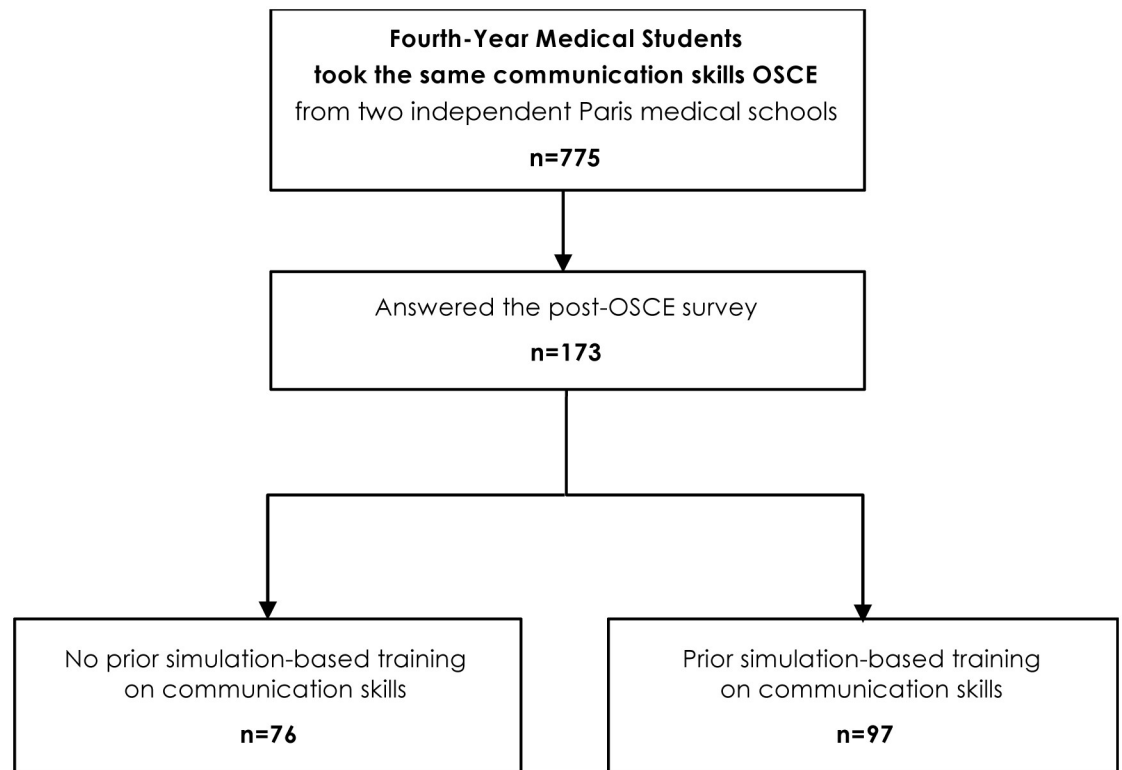 Fourth-Year Medical Students
took the same communication skills OSCE
from two independent Paris medical schools
n=775
Answered the post-OSCE survey
n=173
No prior simulation-based training
on communication skills
n=76
Prior simulation-based training
on communication skills
n=97